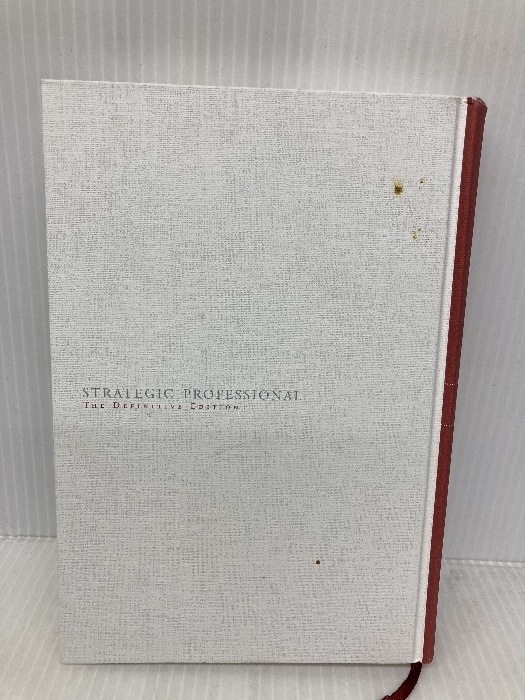 STRATEGIC PROFESSIONAL
THE DEFINITIVE EDITION